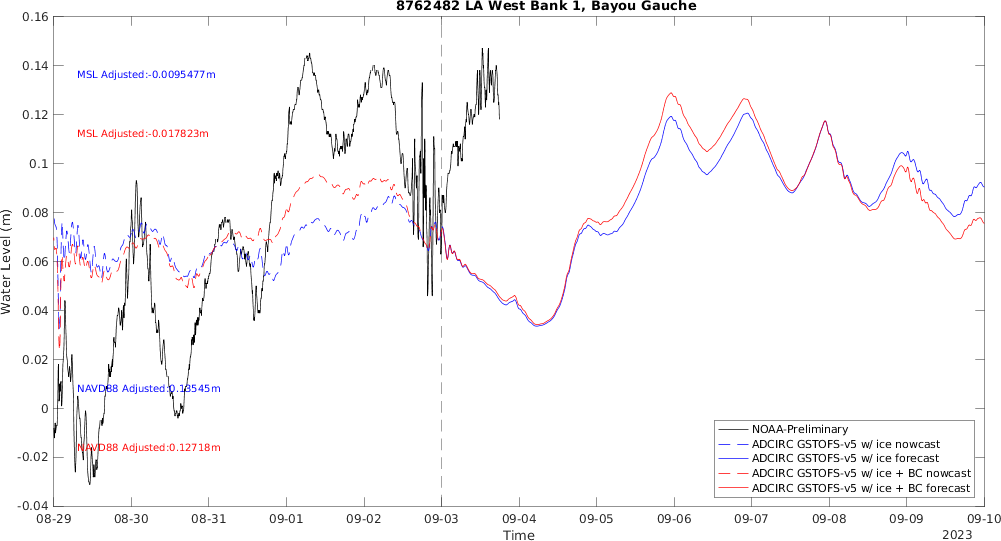 8762482 LA West Bank 1, Bayou Gauche
0.16
0.14
0.12
0.1
0.08
0.06
0.04
0.02
0
-0.02
-0.04
Water Level (m)
MSL Adjusted:-0.0095477m
MSL Adjusted:-0.017823m
NAVD88 Adjusted:0.13545m
NAVD88 Adjusted:0.12718m
NOAA-Preliminary
ADCIRC GSTOFS-v5 w/ ice nowcast
ADCIRC GSTOFS-v5 w/ ice forecast
ADCIRC GSTOFS-v5 w/ ice + BC nowcast
ADCIRC GSTOFS-v5 w/ ice + BC forecast
08-29 08-30 08-31 09-01 09-02 09-03 09-04 09-05 09-06 09-07 09-08 09-09 09-10
Time
2023